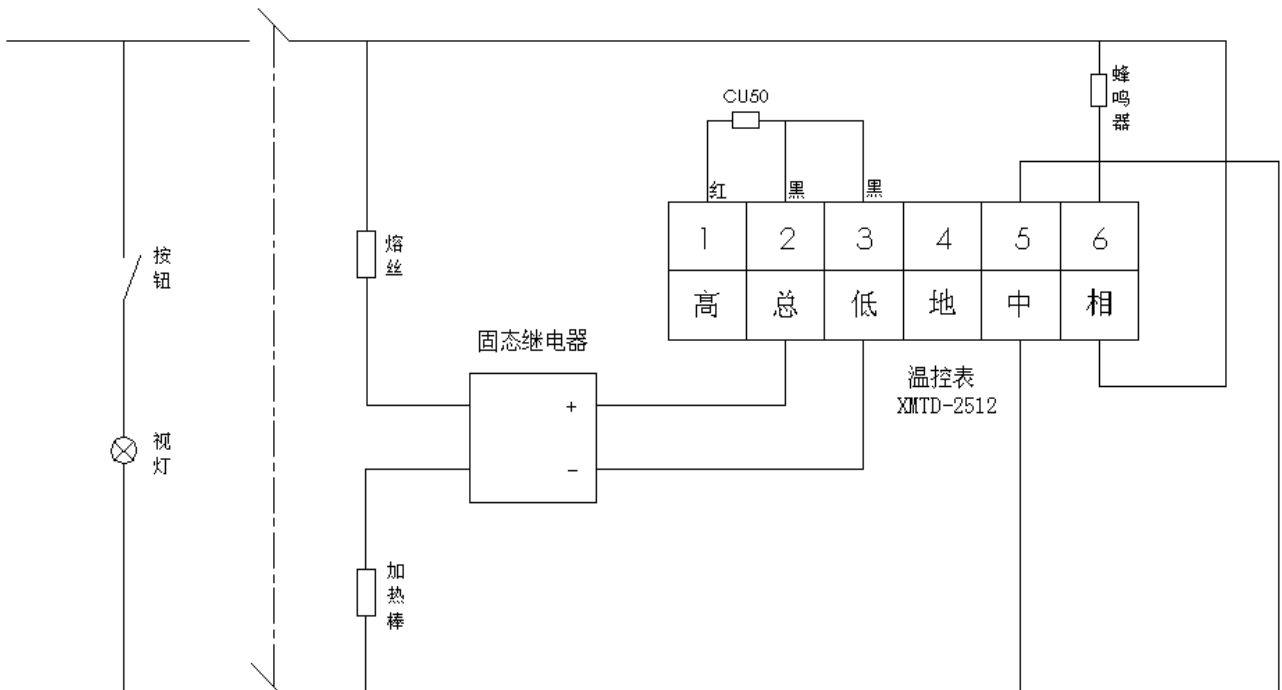 蜂鸣器
CU50
红
黑
黑
1 2 3 4 5 6
高 总 低 地 中 相
按钮
熔丝
固态继电器
+
−
温控表
XMTD-2512
视灯
加热棒